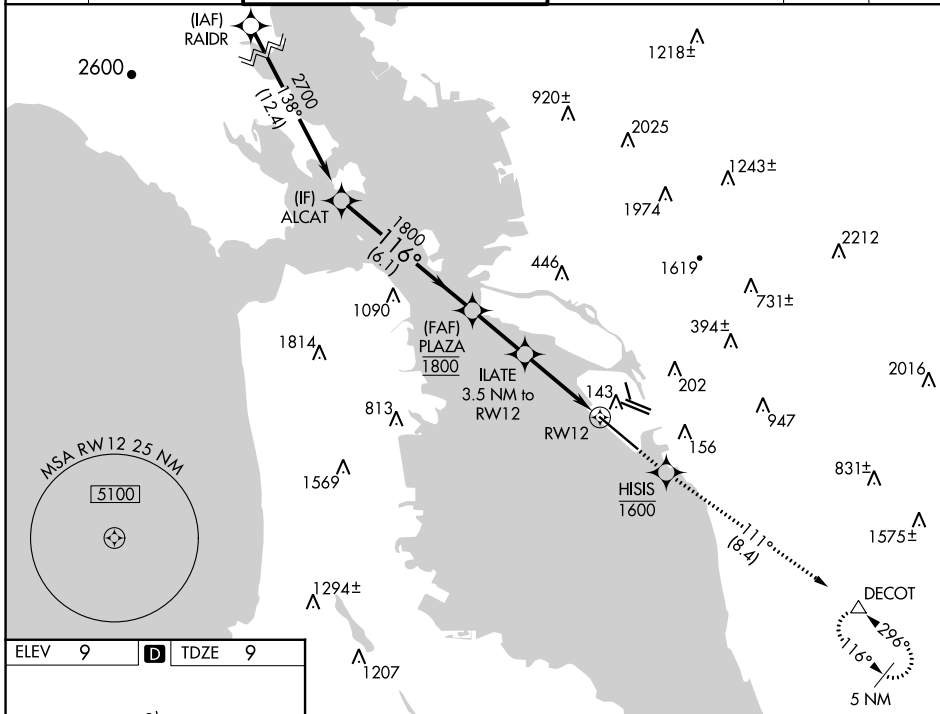 (IAF)
RAIDR
2600
2700
138°
(12.4)
1218±
920±
2025
1243±
1974
(IF)
ALCAT
1800
116°
(6.1)
2212
446
1619
731±
1090
(FAF)
PLAZA
1800
394±
1814
ILATE
3.5 NM to
RW12
202
2016
143
813
RW12
947
156
MSA RW12 25 NM
5100
1569
HISIS
1600
831±
111°
(8.4)
1575±
1294±
DECOT
296°
116°
5 NM
1207
ELEV 9 D TDZE 9